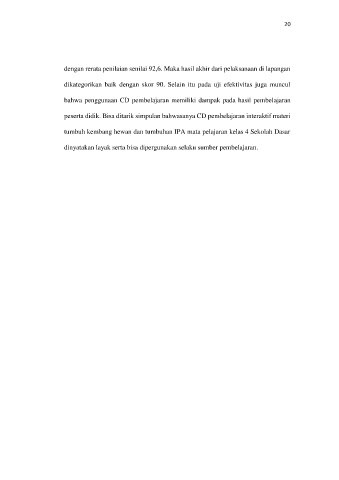 20
dengan rerata penilaian senilai 92,6. Maka hasil akhir dari pelaksanaan di lapangan
dikategorikan baik dengan skor 90. Selain itu pada uji efektivitas juga muncul
bahwa penggunaan CD pembelajaran memiliki dampak pada hasil pembelajaran
peserta didik. Bisa ditarik simpulan bahwasanya CD pembelajaran interaktif materi
tumbuh kembang hewan dan tumbuhan IPA mata pelajaran kelas 4 Sekolah Dasar
dinyatakan layak serta bisa dipergunakan selaku sumber pembelajaran.